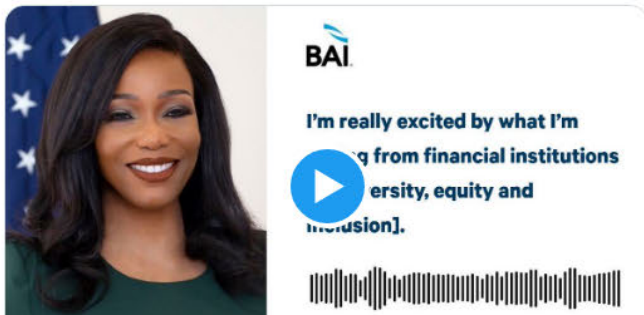 BAI
I'm really excited by what I'm
from financial institutions
equity and